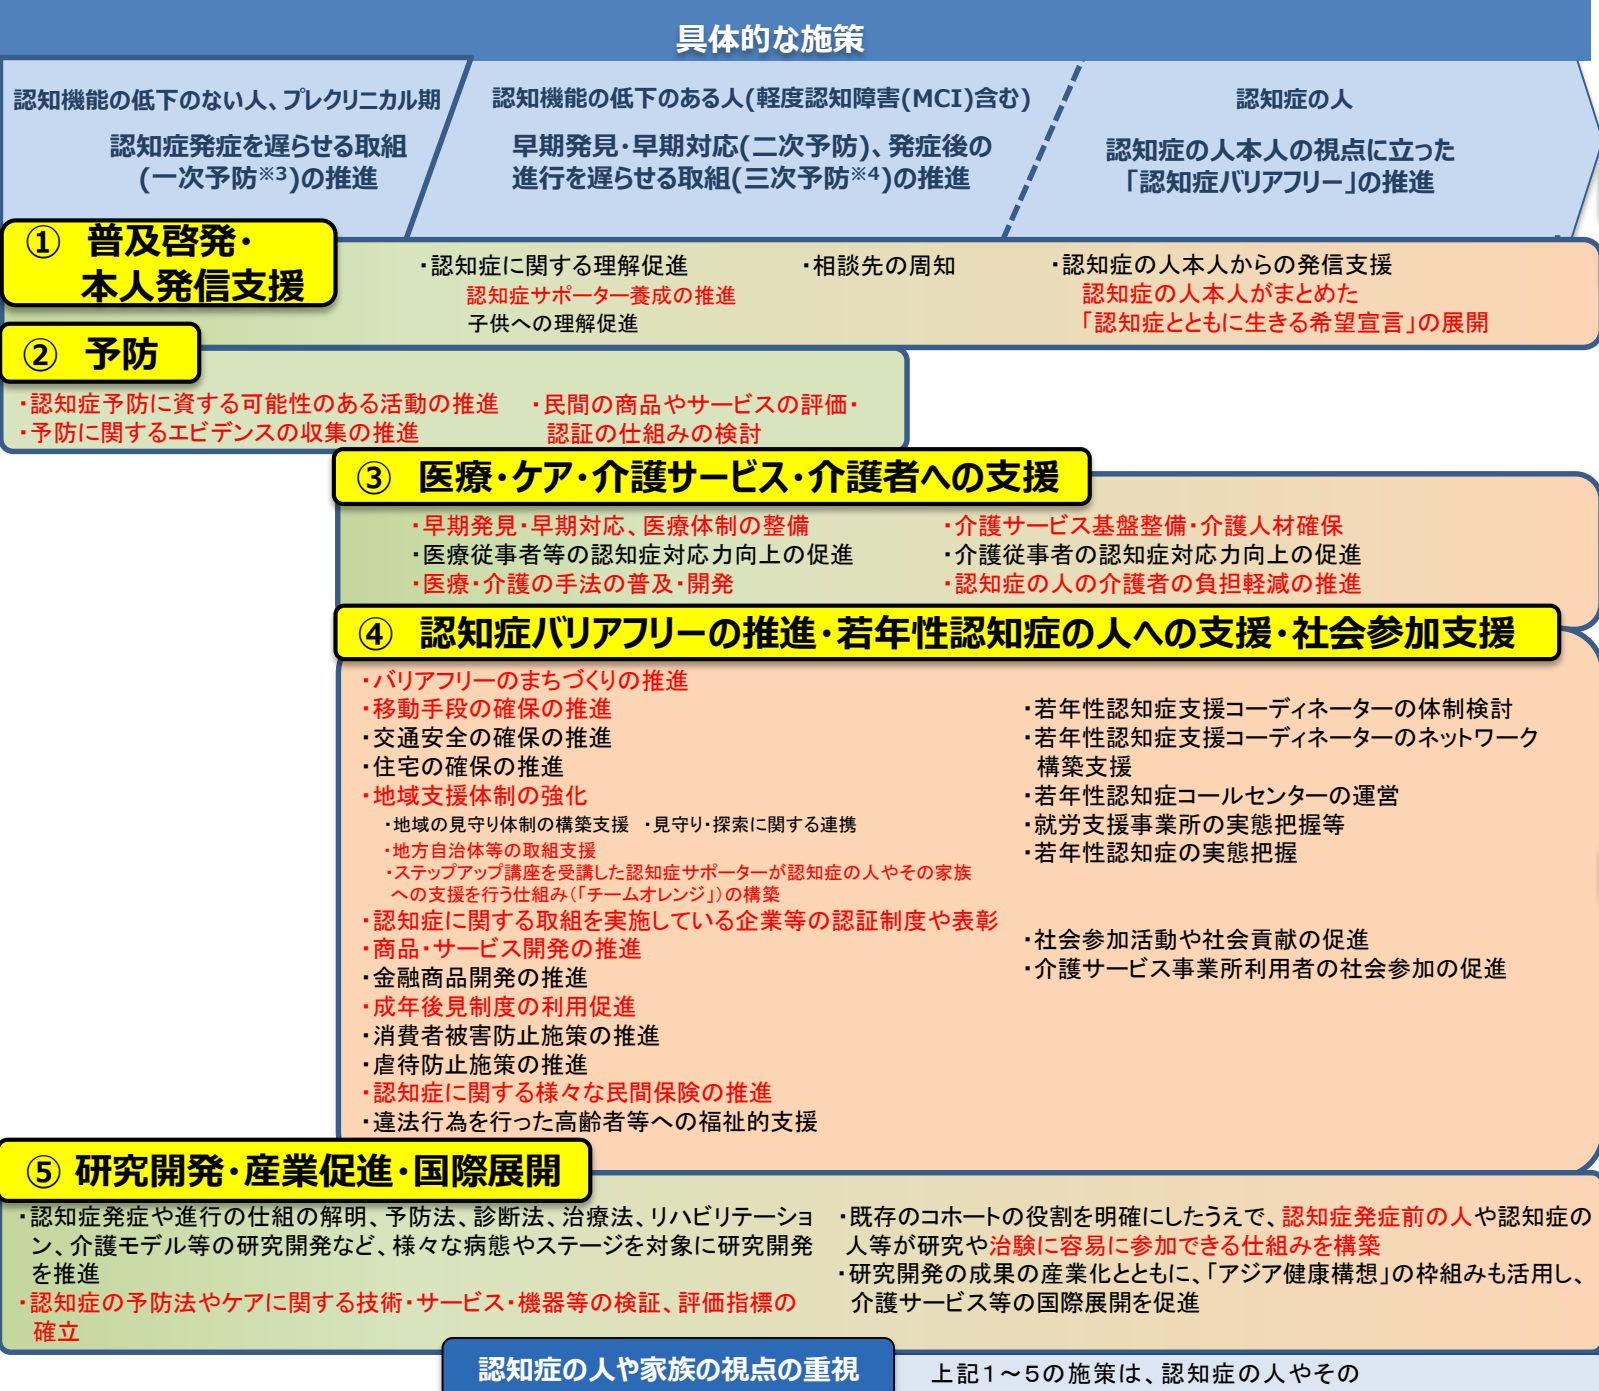 具体的な施策
認知機能の低下のない人、プレクリニカル期
認知症発症を遅らせる取組
(一次予防※3)の推進
認知機能の低下のある人(軽度認知障害(MCI)含む)
早期発見・早期対応(二次予防)、発症後の
進行を遅らせる取組(三次予防※4)の推進
認知症の人
認知症の人本人の視点に立った
「認知症バリアフリー」の推進
① 普及啓発・
本人発信支援
・認知症に関する理解促進
認知症サポーター養成の推進
子供への理解促進
・相談先の周知
・認知症の人本人からの発信支援
認知症の人本人がまとめた
「認知症とともに生きる希望宣言」の展開
② 予防
・認知症予防に資する可能性のある活動の推進
・予防に関するエビデンスの収集の推進
・民間の商品やサービスの評価・
認証の仕組みの検討
③ 医療・ケア・介護サービス・介護者への支援
・早期発見・早期対応、医療体制の整備
・医療従事者等の認知症対応力向上の促進
・医療・介護の手法の普及・開発
・介護サービス基盤整備・介護人材確保
・介護従事者の認知症対応力向上の促進
・認知症の人の介護者の負担軽減の推進
④ 認知症バリアフリーの推進・若年性認知症の人への支援・社会参加支援
・バリアフリーのまちづくりの推進
・移動手段の確保の推進
・交通安全の確保の推進
・住宅の確保の推進
・地域支援体制の強化
・地域の見守り体制の構築支援 ・見守り・探索に関する連携
・地方自治体等の取組支援
・ステップアップ講座を受講した認知症サポーターが認知症の人やその家族
への支援を行う仕組み(「チームオレンジ」)の構築
・認知症に関する取組を実施している企業等の認証制度や表彰
・商品・サービス開発の推進
・金融商品開発の推進
・成年後見制度の利用促進
・消費者被害防止施策の推進
・虐待防止施策の推進
・認知症に関する様々な民間保険の推進
・違法行為を行った高齢者等への福祉的支援
・若年性認知症支援コーディネーターの体制検討
・若年性認知症支援コーディネーターのネットワーク
構築支援
・若年性認知症コールセンターの運営
・就労支援事業所の実態把握等
・若年性認知症の実態把握
・社会参加活動や社会貢献の促進
・介護サービス事業所利用者の社会参加の促進
⑤ 研究開発・産業促進・国際展開
・認知症発症や進行の仕組の解明、予防法、診断法、治療法、リハビリテーショ
ン、介護モデル等の研究開発など、様々な病態やステージを対象に研究開発
を推進
・認知症の予防法やケアに関する技術・サービス・機器等の検証、評価指標の
確立
・既存のコホートの役割を明確にしたうえで、認知症発症前の人や認知症の
人等が研究や治験に容易に参加できる仕組みを構築
・研究開発の成果の産業化とともに、「アジア健康構想」の枠組みも活用し、
介護サービス等の国際展開を促進
認知症の人や家族の視点の重視
上記1～5の施策は、認知症の人やその